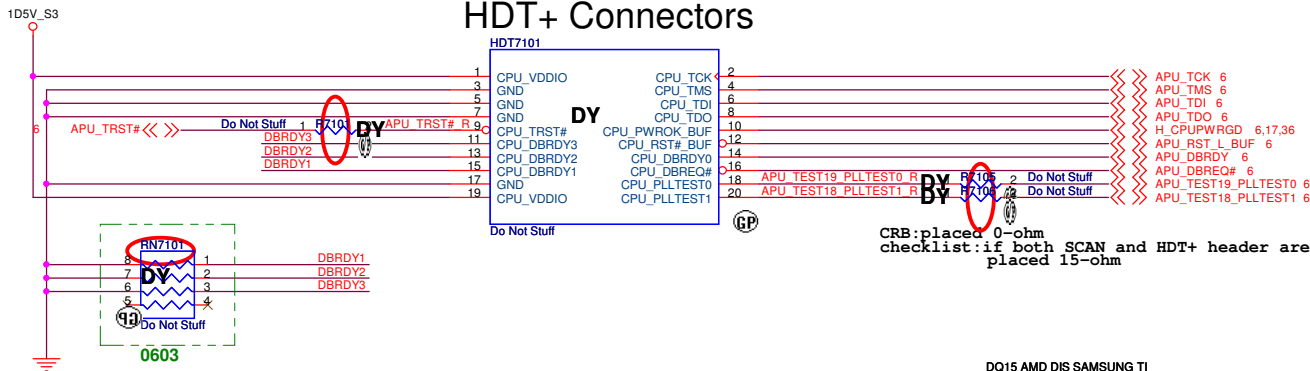 HDT+ Connectors
1D5V_S3
HDT7101
1 CPU_VDDIO CPU_TCK 2 APU_TCK 6
3 GND CPU_TMS 4 APU_TMS 6
5 GND CPU_TDI 6 APU_TDI 6
7 GND CPU_TDO 8 APU_TDO 6
6 APU_TRST# Do Not Stuff 1 2 DY APU_TRST#_R 9 CPU_TRST# CPU_PWROK_BUF 10 H_CPUPWRGD 6,17,36
DY
DBRDY3 11 CPU_DBRDY3 CPU_RST#_BUF 12 APU_RST_L_BUF 6
DBRDY2 13 CPU_DBRDY2 CPU_DBRDY0 14 APU_DBRDY 6
DBRDY1 15 CPU_DBRDY1 CPU_DBREQ# 16 APU_DBREQ# 6
17 GND CPU_PLLTEST0 18 APU_TEST19_PLLTEST0_R DY R7105 2 Do Not Stuff APU_TEST19_PLLTEST0 6
19 CPU_VDDIO CPU_PLLTEST1 20 APU_TEST18_PLLTEST1_R DY R7106 Do Not Stuff APU_TEST18_PLLTEST1 6
Do Not Stuff
GP
CRB:placed 0-ohm
checklist:if both SCAN and HDT+ header are
placed 15-ohm
RN7101
8 1 DBRDY1
7 DY 2 DBRDY2
6 3 DBRDY3
5 4
GP
Do Not Stuff
0603
DQ15 AMD DIS SAMSUNG TI